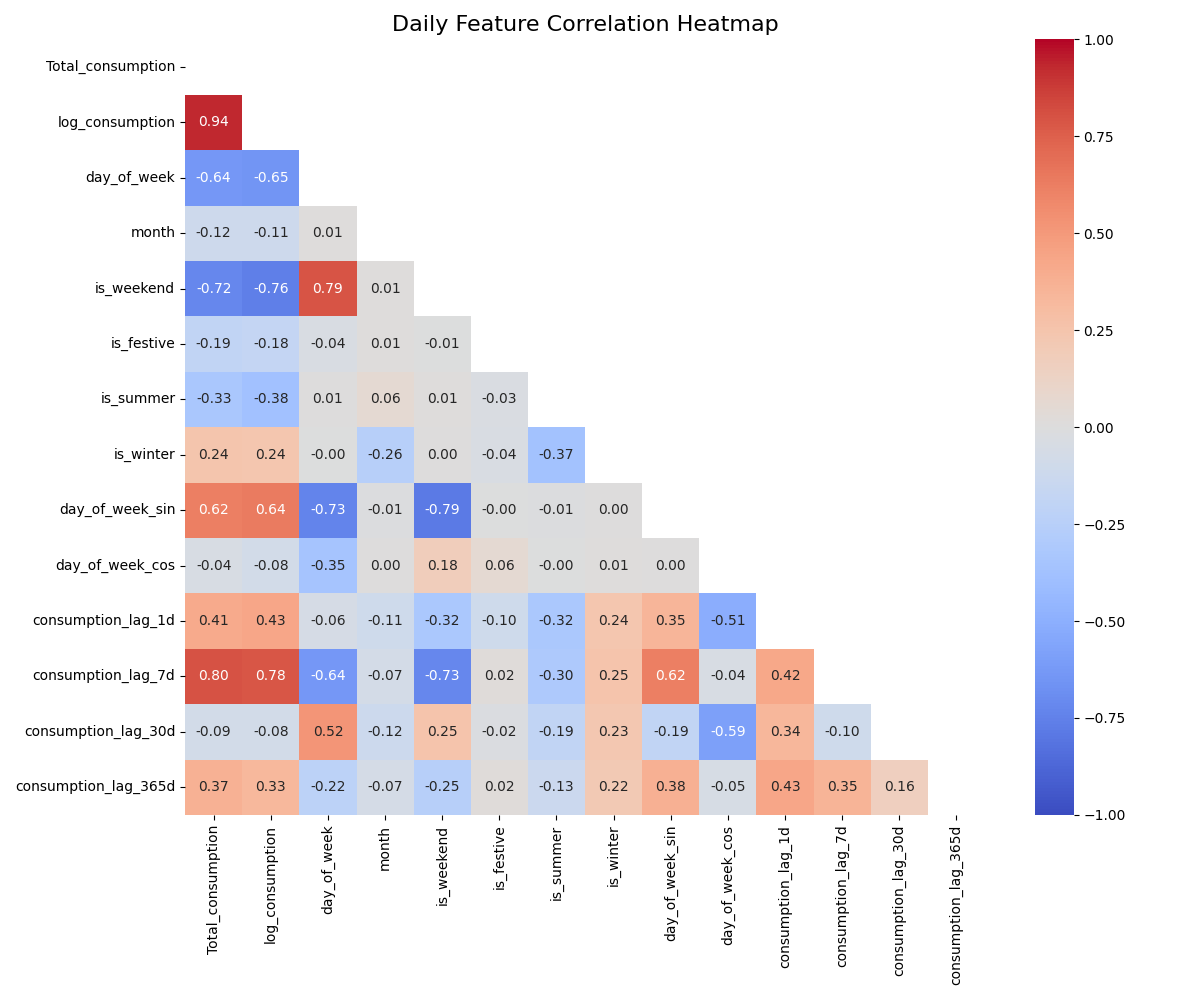 Daily Feature Correlation Heatmap
Total_consumption
log_consumption 0.94
day_of_week -0.64 -0.65
month -0.12 -0.11 0.01
is_weekend -0.72 -0.76 0.79 0.01
is_festive -0.19 -0.18 -0.04 0.01 -0.01
is_summer -0.33 -0.38 0.01 0.06 0.01 -0.03
is_winter 0.24 0.24 -0.00 -0.26 0.00 -0.04 -0.37
day_of_week_sin 0.62 0.64 -0.73 -0.01 -0.79 -0.00 -0.01 0.00
day_of_week_cos -0.04 -0.08 -0.35 0.00 0.18 0.06 -0.00 0.01 0.00
consumption_lag_1d 0.41 0.43 -0.06 -0.11 -0.32 -0.10 -0.32 0.24 0.35 -0.51
consumption_lag_7d 0.80 0.78 -0.64 -0.07 -0.73 0.02 -0.30 0.25 0.62 -0.04 0.42
consumption_lag_30d -0.09 -0.08 0.52 -0.12 0.25 -0.02 -0.19 0.23 -0.19 -0.59 0.34 -0.10
consumption_lag_365d 0.37 0.33 -0.22 -0.07 -0.25 0.02 -0.13 0.22 0.38 -0.05 0.43 0.35 0.16
Total_consumption
log_consumption
day_of_week
month
is_weekend
is_festive
is_summer
is_winter
day_of_week_sin
day_of_week_cos
consumption_lag_1d
consumption_lag_7d
consumption_lag_30d
consumption_lag_365d
1.00
0.75
0.50
0.25
0.00
−0.25
−0.50
−0.75
−1.00